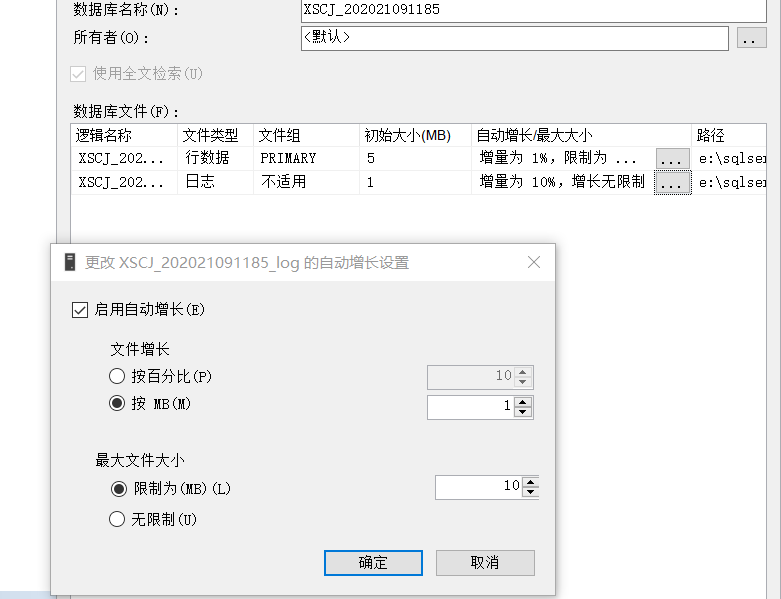 数据库名称(N): XSCJ_202021091185
所有者(O): <默认> ..
使用全文检索(U)
数据库文件(F):
逻辑名称 文件类型 文件组 初始大小(MB) 自动增长/最大大小 路径
XSCJ_202... 行数据 PRIMARY 5 增量为 1%, 限制为 ... ... e:\sqlser
XSCJ_202... 日志 不适用 1 增量为 10%, 增长无限制 ... e:\sqlser
更改 XSCJ_202021091185_log 的自动增长设置
启用自动增长(E)
文件增长
按百分比(P) 10
按 MB(M) 1
最大文件大小
限制为(MB)(L) 10
无限制(U)
确定 取消